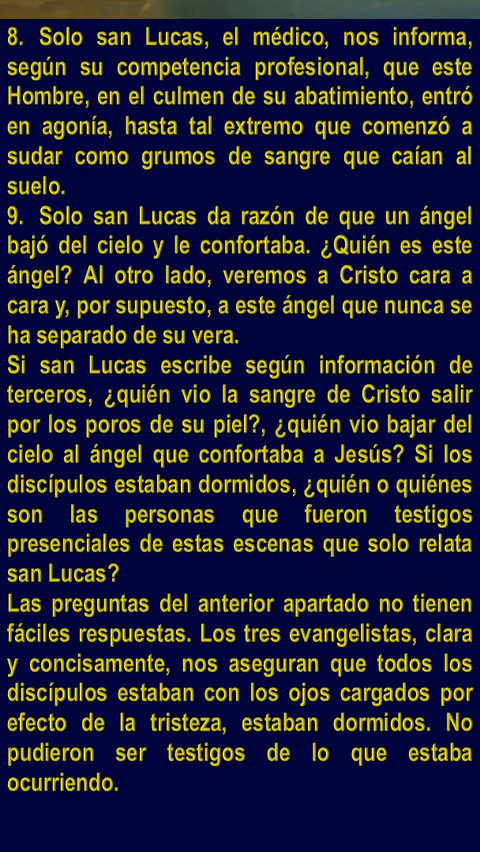 8. Solo san Lucas, el médico, nos informa,
según su competencia profesional, que este
Hombre, en el culmen de su abatimiento, entró
en agonía, hasta tal extremo que comenzó a
sudar como grumos de sangre que caían al
suelo.
9. Solo san Lucas da razón de que un ángel
bajó del cielo y le confortaba. ¿Quién es este
ángel? Al otro lado, veremos a Cristo cara a
cara y, por supuesto, a este ángel que nunca se
ha separado de su vera.
Si san Lucas escribe según información de
terceros, ¿quién vio la sangre de Cristo salir
por los poros de su piel?, ¿quién vio bajar del
cielo al ángel que confortaba a Jesús? Si los
discípulos estaban dormidos, ¿quién o quiénes
son las personas que fueron testigos
presenciales de estas escenas que solo relata
san Lucas?
Las preguntas del anterior apartado no tienen
fáciles respuestas. Los tres evangelistas, clara
y concisamente, nos aseguran que todos los
discípulos estaban con los ojos cargados por
efecto de la tristeza, estaban dormidos. No
pudieron ser testigos de lo que estaba
ocurriendo.